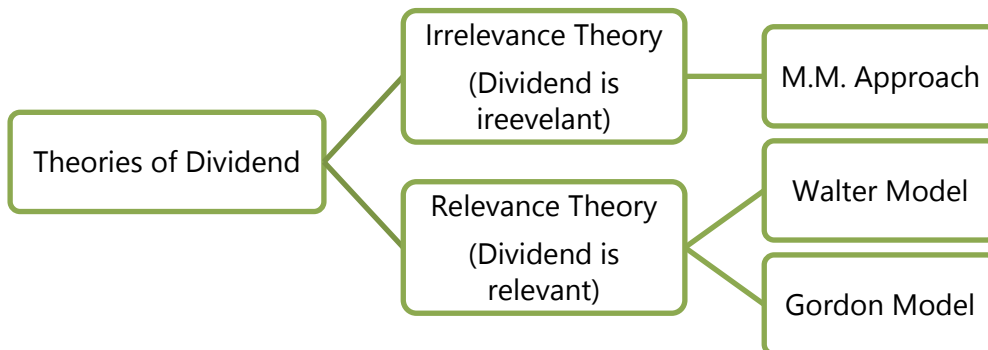 Theories of Dividend
Irrelevance Theory
(Dividend is
ireevelant)
M.M. Approach
Relevance Theory
(Dividend is
relevant)
Walter Model
Gordon Model